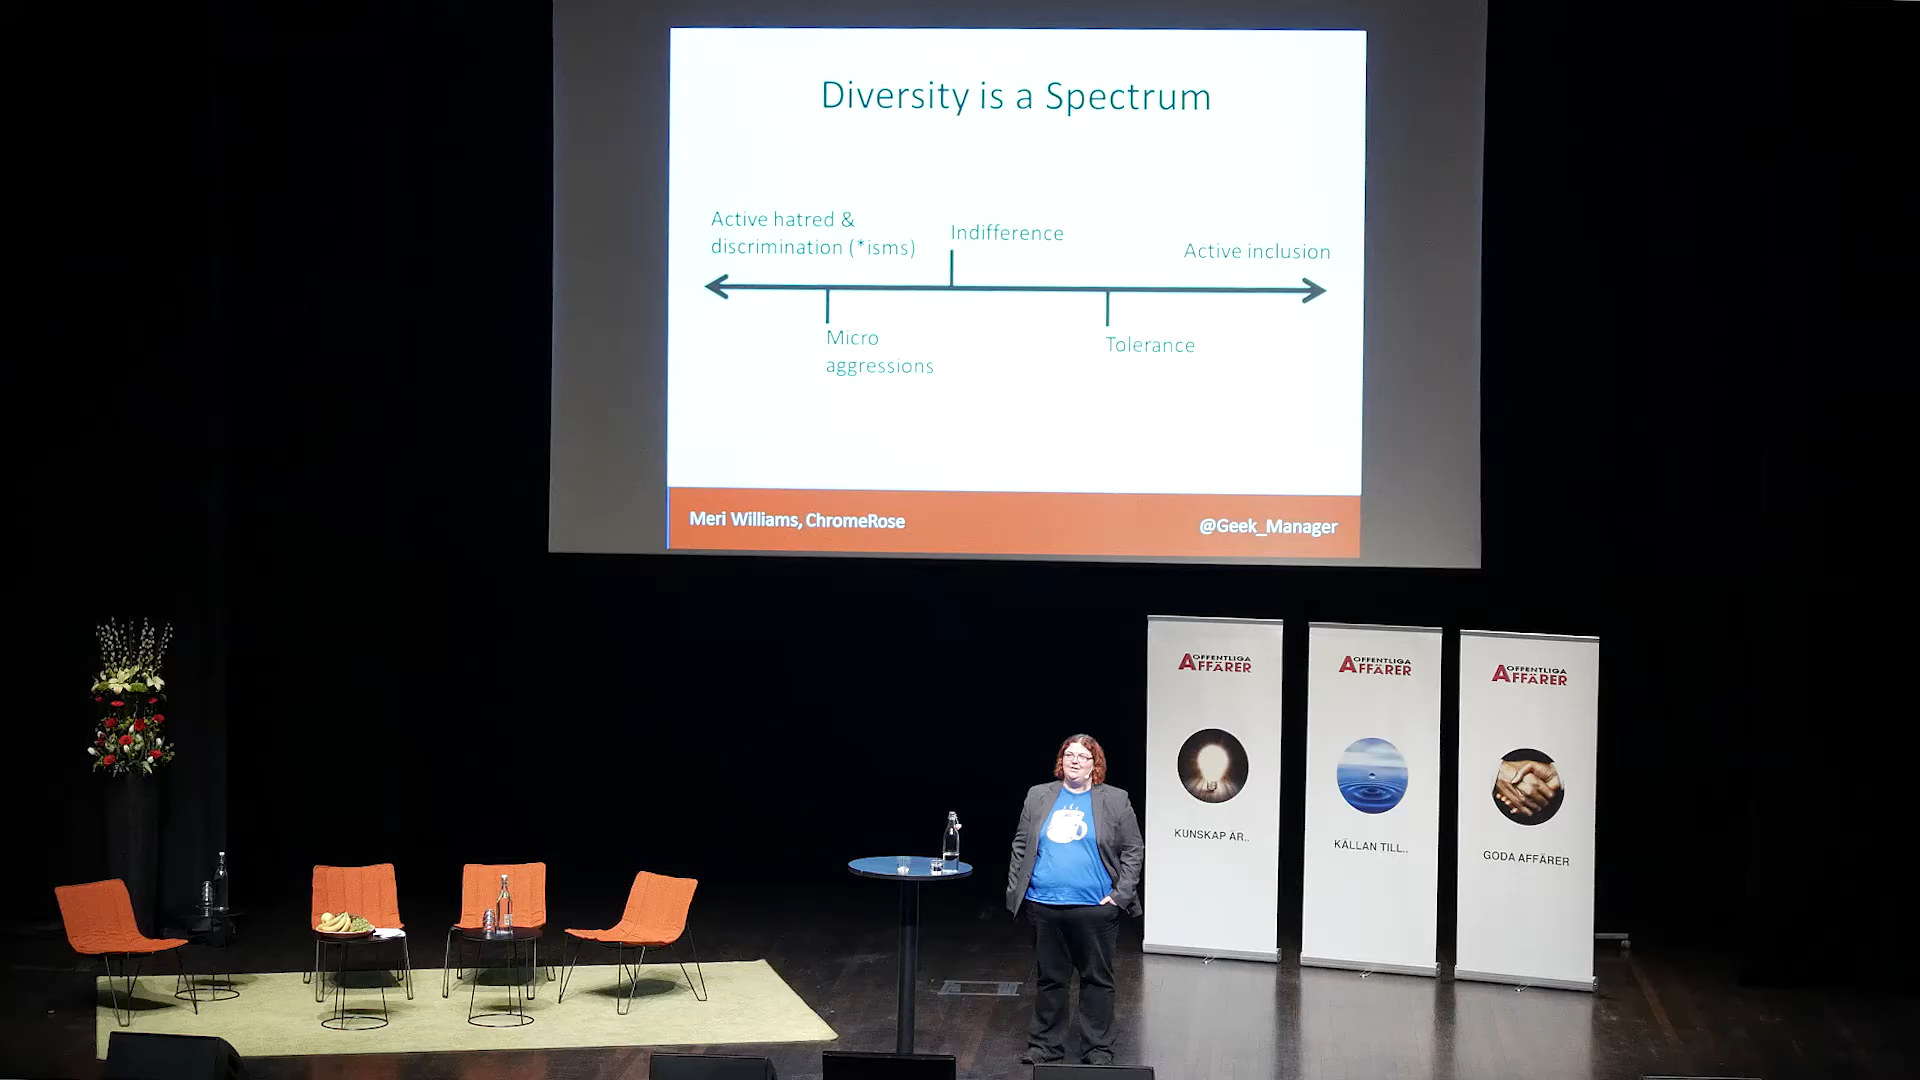 Diversity is a Spectrum
Active hatred &
discrimination (*isms)
Indifference
Active inclusion
Micro
aggressions
Tolerance
Meri Williams, ChromeRose
@Geek_Manager
OFFENTLIGA
AFFÄRER
KUNSKAP ÄR..
OFFENTLIGA
AFFÄRER
KÄLLAN TILL..
OFFENTLIGA
AFFÄRER
GODA AFFÄRER